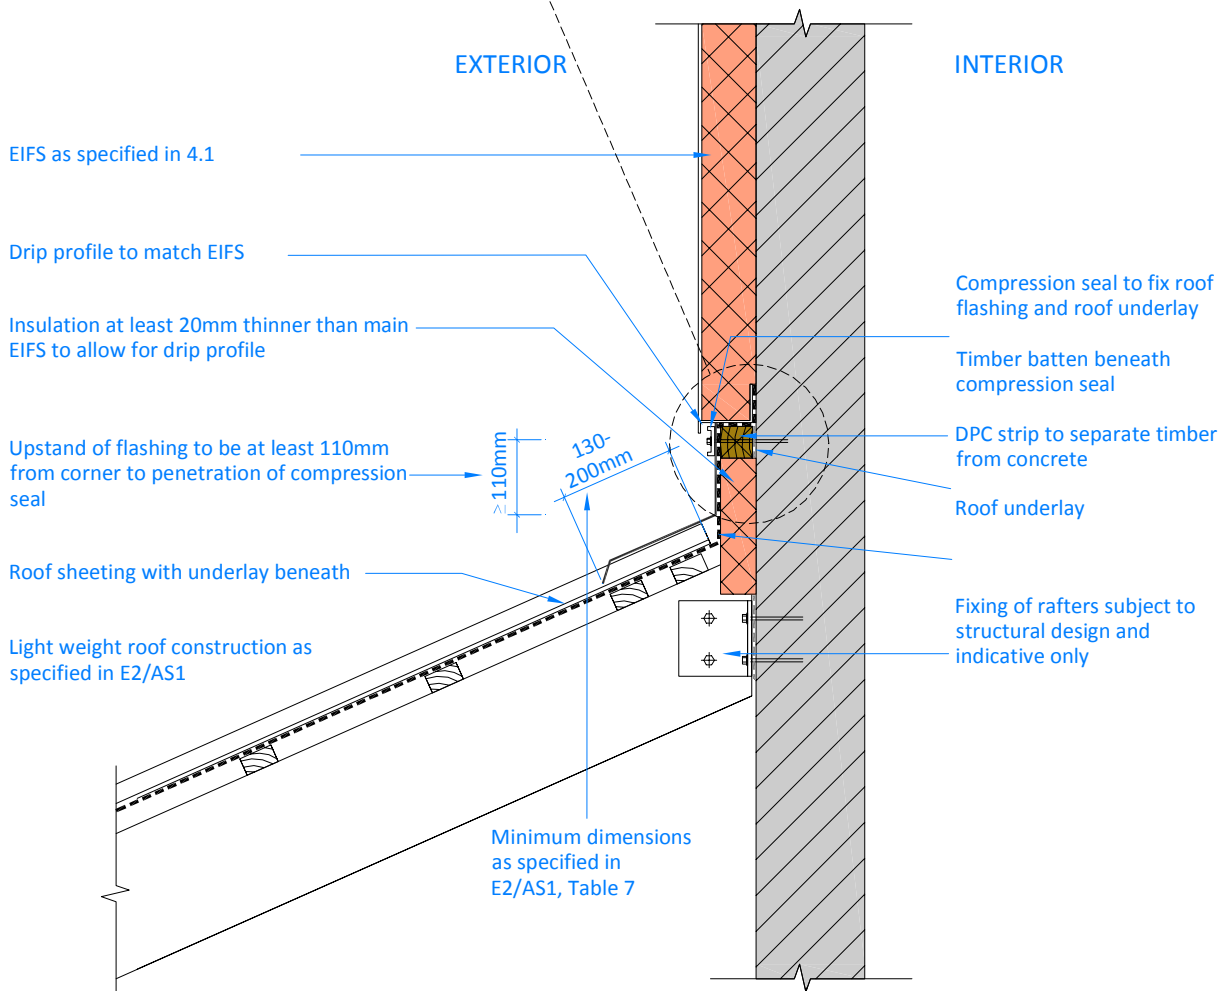 EXTERIOR
INTERIOR
EIFS as specified in 4.1
Drip profile to match EIFS
Insulation at least 20mm thinner than main
EIFS to allow for drip profile
Upstand of flashing to be at least 110mm
from corner to penetration of compression
seal
Roof sheeting with underlay beneath
Light weight roof construction as
specified in E2/AS1
≥110mm
130-
200mm
Minimum dimensions
as specified in
E2/AS1, Table 7
Compression seal to fix roof
flashing and roof underlay
Timber batten beneath
compression seal
DPC strip to separate timber
from concrete
Roof underlay
Fixing of rafters subject to
structural design and
indicative only